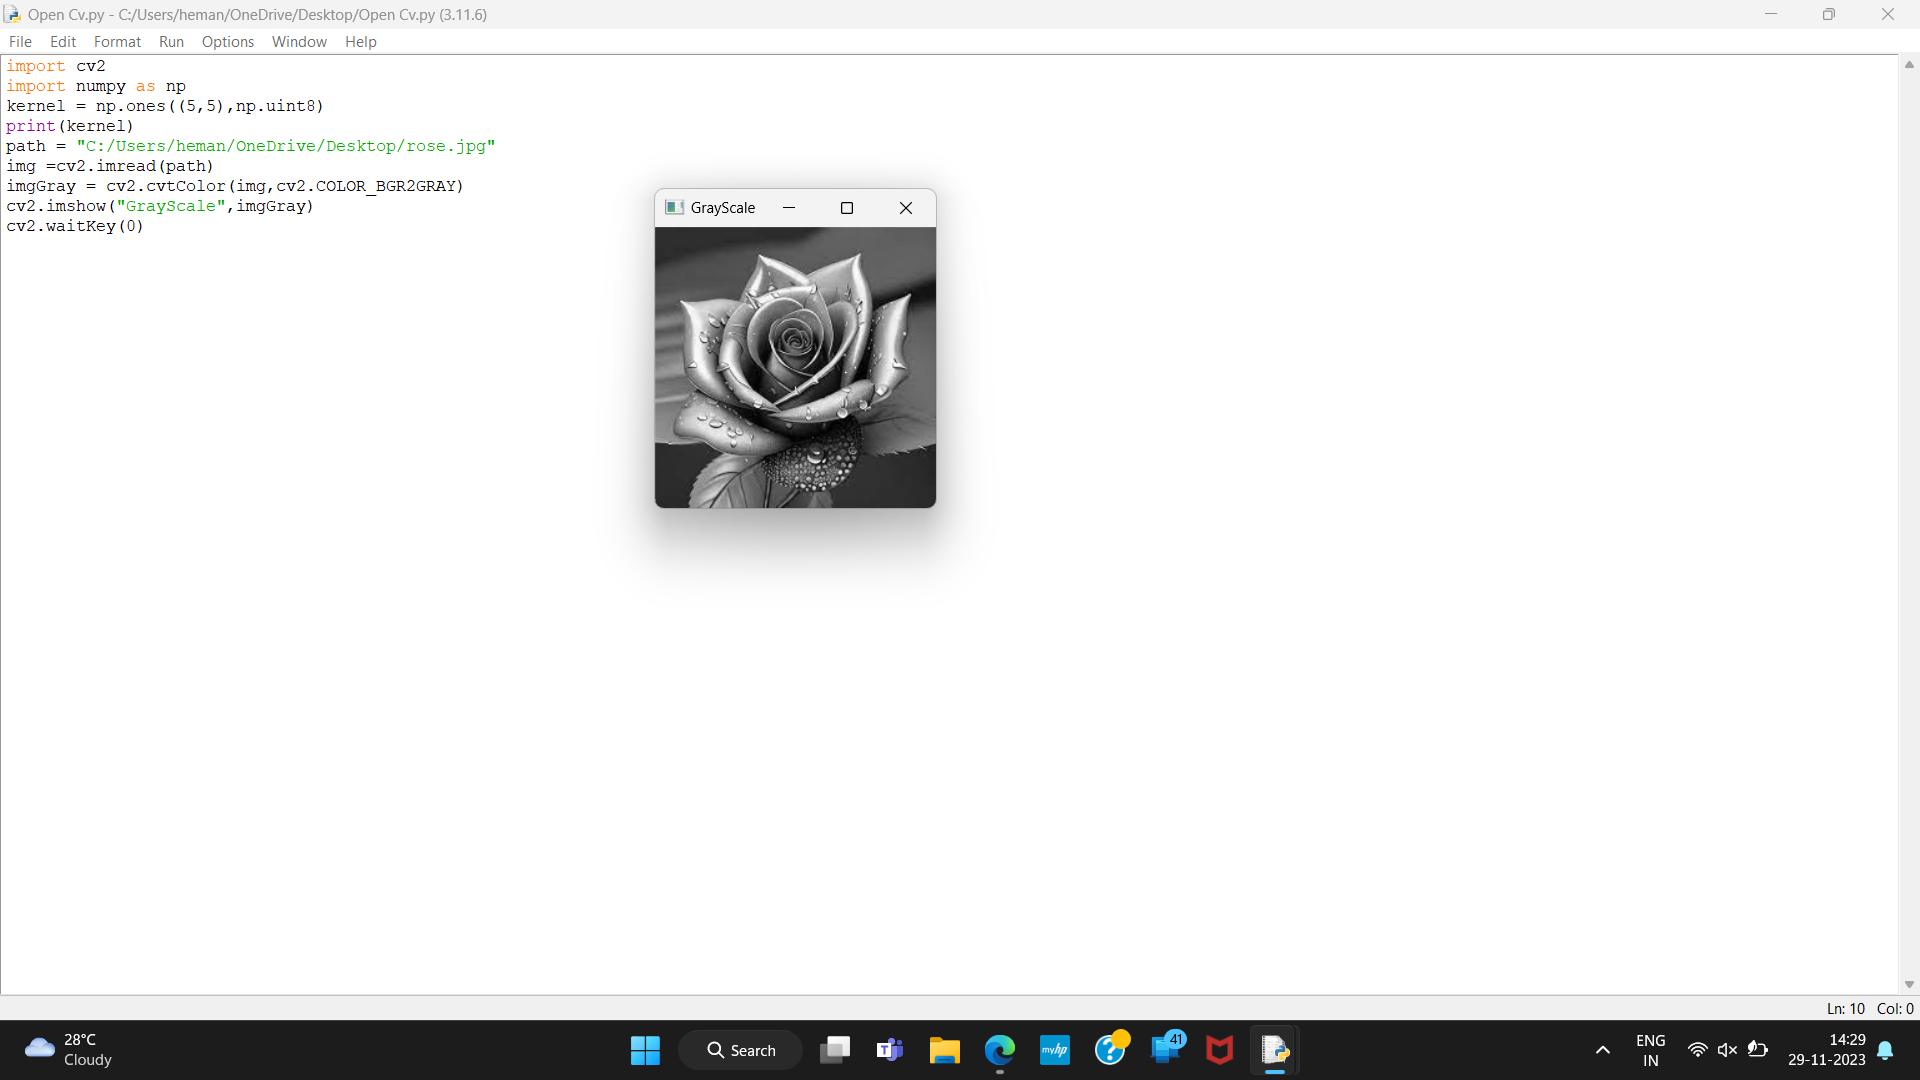 Open Cv.py - C:/Users/heman/OneDrive/Desktop/Open Cv.py (3.11.6)
File Edit Format Run Options Window Help
import cv2
import numpy as np
kernel = np.ones((5,5),np.uint8)
print(kernel)
path = "C:/Users/heman/OneDrive/Desktop/rose.jpg"
img =cv2.imread(path)
imgGray = cv2.cvtColor(img,cv2.COLOR_BGR2GRAY)
cv2.imshow("GrayScale",imgGray)
cv2.waitKey(0)
GrayScale
Ln: 10 Col: 0
28°C
Cloudy
Search
T
myhp
?
41
ENG
IN
14:29
29-11-2023